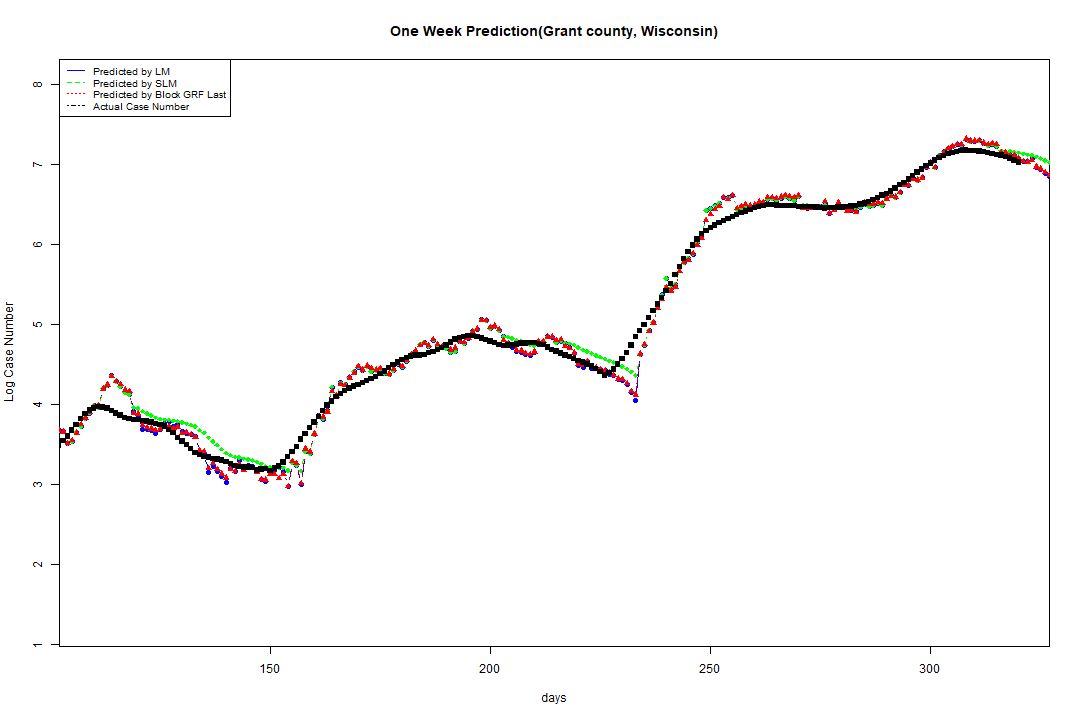 One Week Prediction(Grant county, Wisconsin)
Predicted by LM
Predicted by SLM
Predicted by Block GRF Last
Actual Case Number
8
7
6
5
4
3
2
1
Log Case Number
150 200 250 300
days